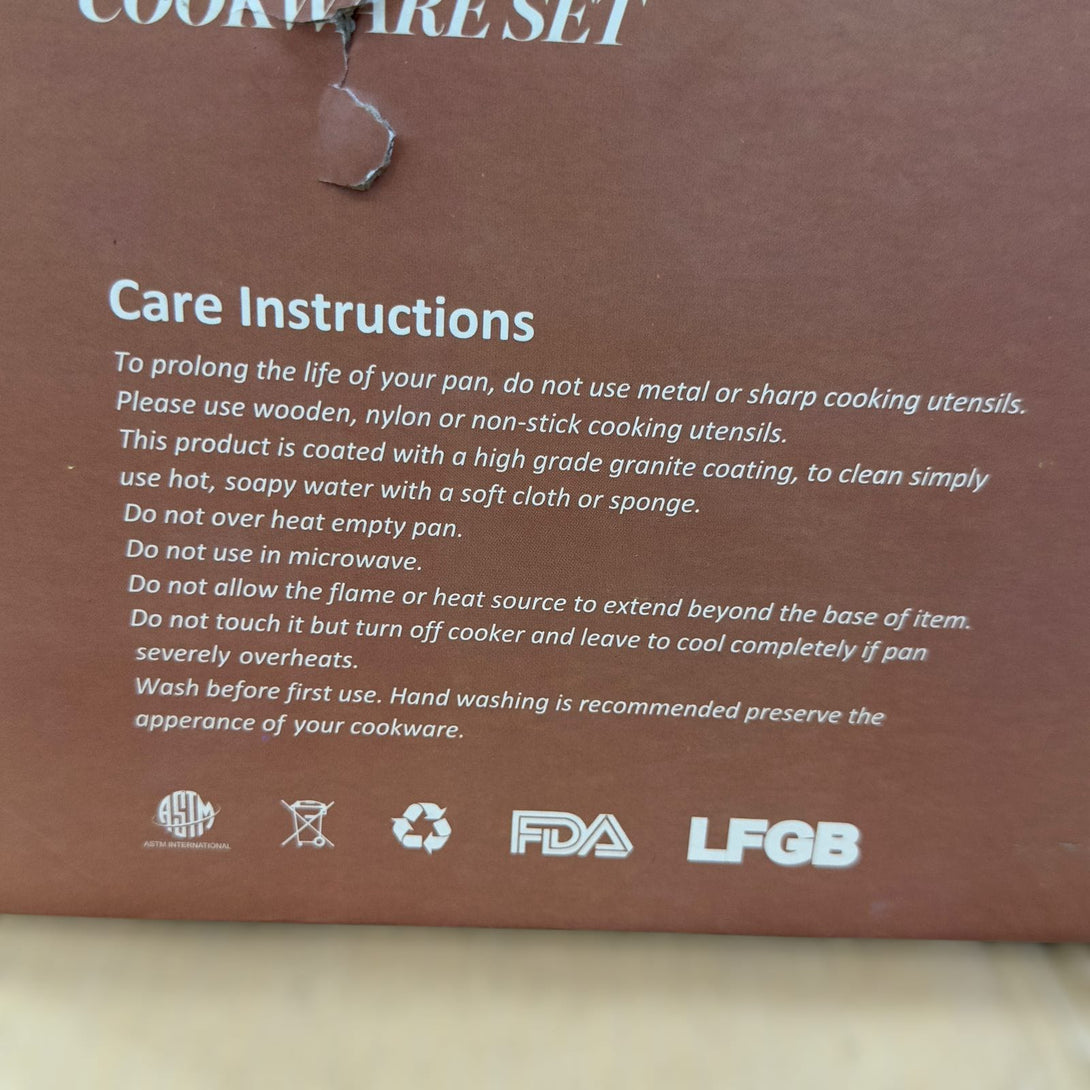 COOKWARE SET
Care Instructions
To prolong the life of your pan, do not use metal or sharp cooking utensils.
Please use wooden, nylon or non-stick cooking utensils.
This product is coated with a high grade granite coating, to clean simply
use hot, soapy water with a soft cloth or sponge.
Do not over heat empty pan.
Do not use in microwave.
Do not allow the flame or heat source to extend beyond the base of item.
Do not touch it but turn off cooker and leave to cool completely if pan
severely overheats.
Wash before first use. Hand washing is recommended preserve the
apperance of your cookware.
ASTM
ASTM INTERNATIONAL
FDA
LFGB